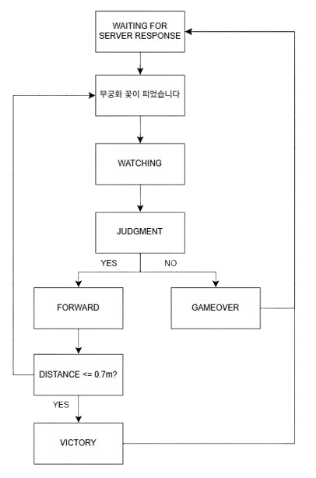 WAITING FOR
SERVER RESPONSE
무궁화 꽃이 피었습니다
WATCHING
JUDGMENT
YES
NO
FORWARD
GAMEOVER
DISTANCE <= 0.7m?
YES
VICTORY